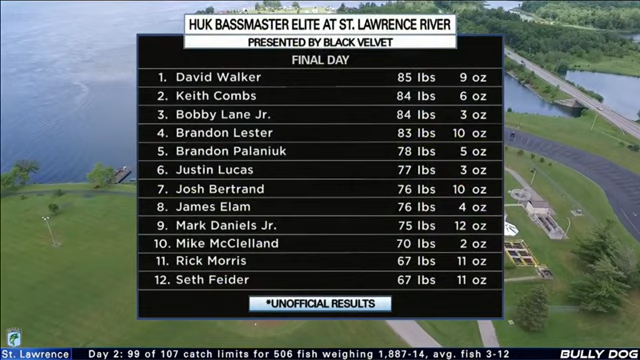 HUK BASSMASTER ELITE AT ST. LAWRENCE RIVER
PRESENTED BY BLACK VELVET
FINAL DAY
1. David Walker 85 lbs 9 oz
2. Keith Combs 84 lbs 6 oz
3. Bobby Lane Jr. 84 lbs 3 oz
4. Brandon Lester 83 lbs 10 oz
5. Brandon Palaniuk 78 lbs 5 oz
6. Justin Lucas 77 lbs 3 oz
7. Josh Bertrand 76 lbs 10 oz
8. James Elam 76 lbs 4 oz
9. Mark Daniels Jr. 75 lbs 12 oz
10. Mike McClelland 70 lbs 2 oz
11. Rick Morris 67 lbs 11 oz
12. Seth Feider 67 lbs 11 oz
*UNOFFICIAL RESULTS
St. Lawrence Day 2: 99 of 107 catch limits for 506 fish weighing 1,887-14, avg. fish 3-12 BULLY DOG